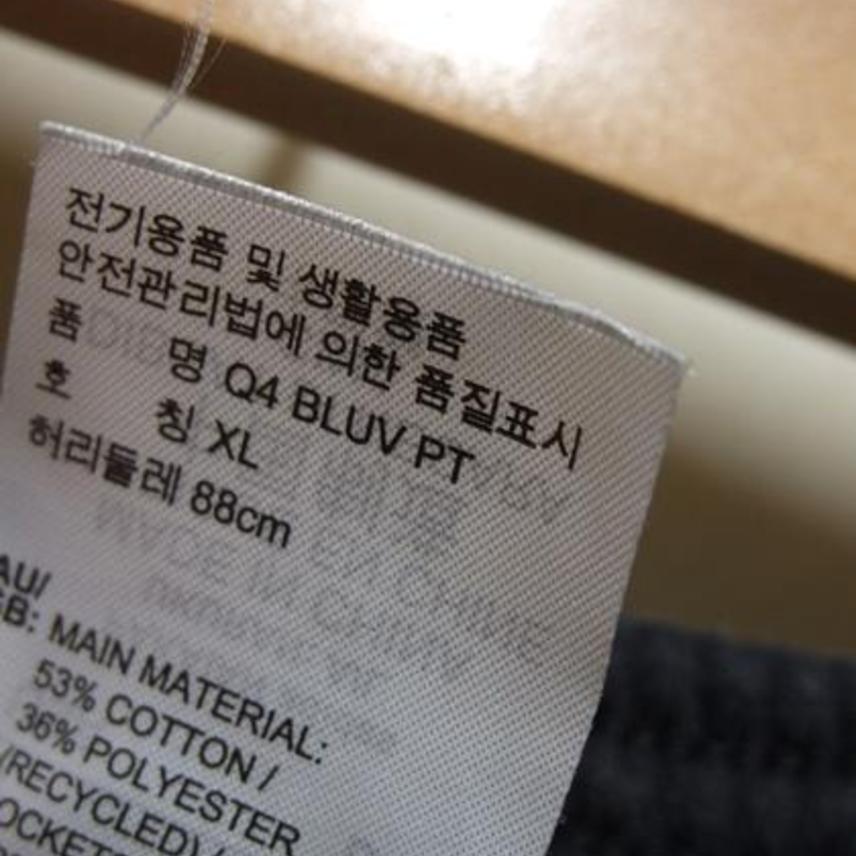 전기용품 및 생활용품
안전관리법에 의한 품질표시
품 명 Q4 BLUV PT
호 칭 XL
허리둘레 88cm
AU/
GB: MAIN MATERIAL:
53% COTTON /
36% POLYESTER
(RECYCLED) /